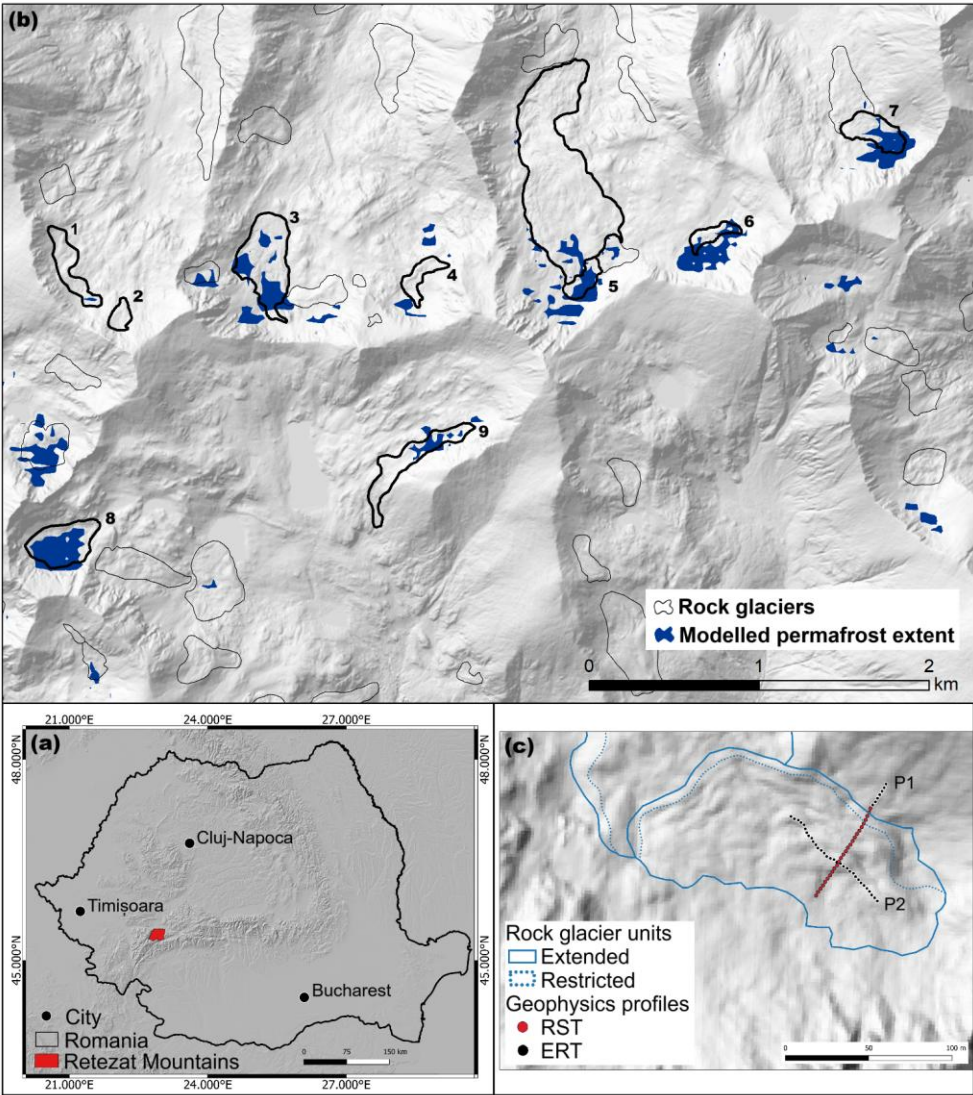 (b)
7
1
3
6
4
2
5
9
8
Rock glaciers
Modelled permafrost extent
0 1 2
km
21.000°E 24.000°E 27.000°E
(a)
48.000°N 48.000°N
Cluj-Napoca
Timisoara
45.000°N 45.000°N
Bucharest
City
Romania
Retezat Mountains
0 75 150 km
21.000°E 24.000°E 27.000°E
(c)
P1
P2
Rock glacier units
Extended
Restricted
Geophysics profiles
RST
ERT
0 50 100 m